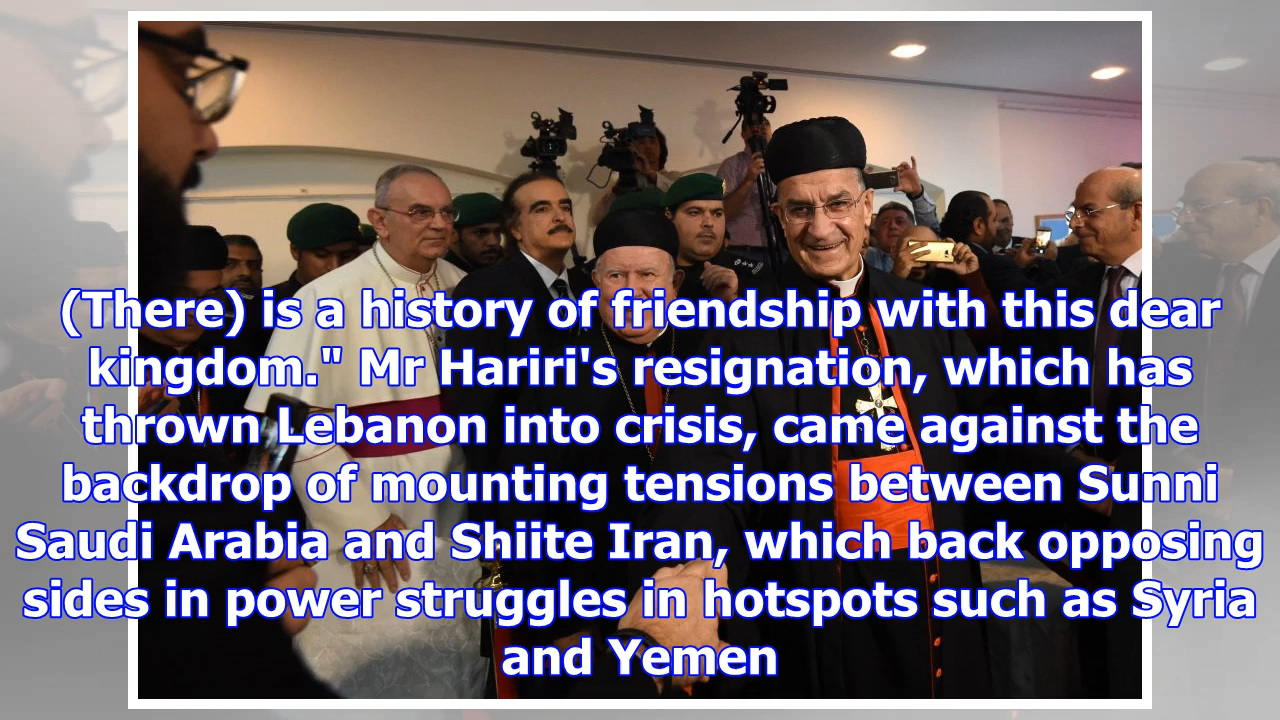 (There) is a history of friendship with this dear
kingdom." Mr Hariri's resignation, which has
thrown Lebanon into crisis, came against the
backdrop of mounting tensions between Sunni
Saudi Arabia and Shiite Iran, which back opposing
sides in power struggles in hotspots such as Syria
and Yemen